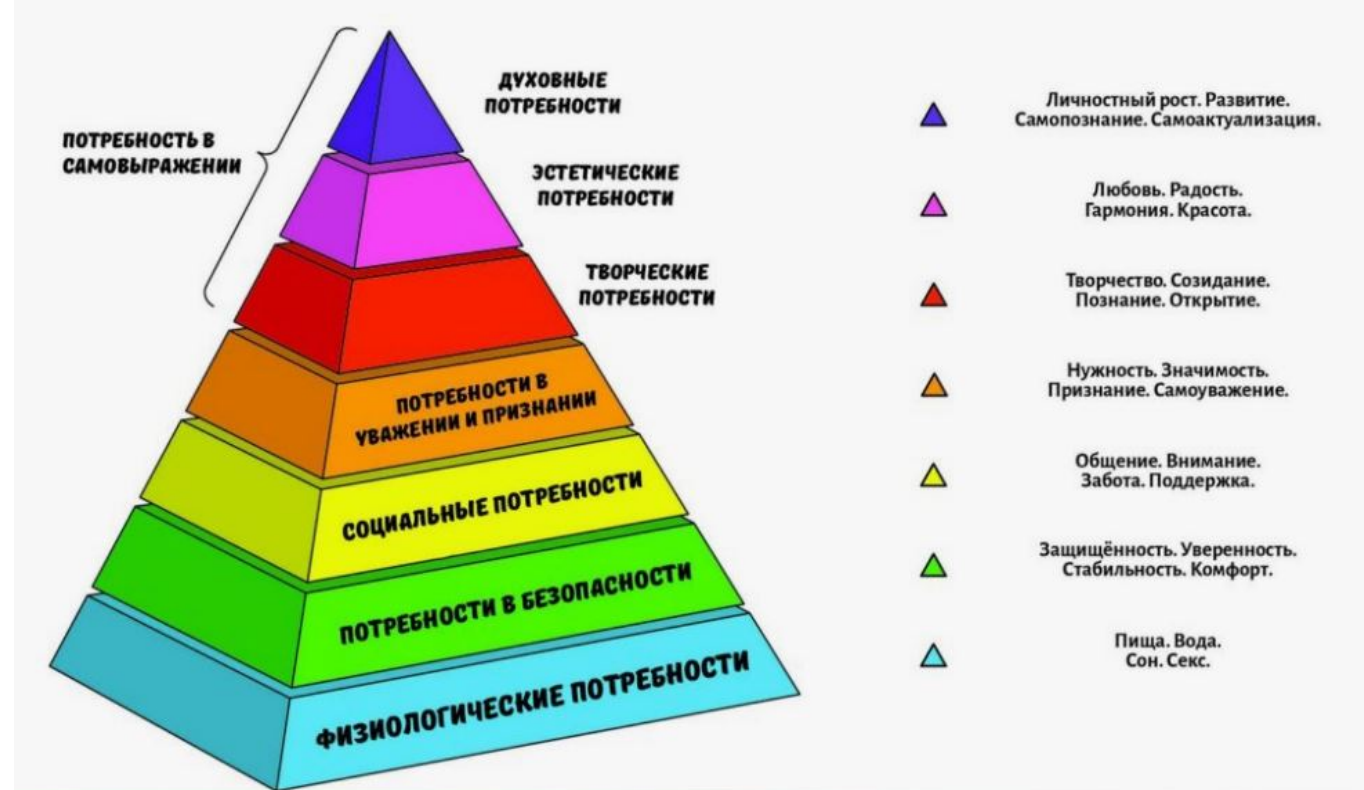 ДУХОВНЫЕ
ПОТРЕБНОСТИ
ПОТРЕБНОСТЬ В
САМОВЫРАЖЕНИИ
ЭСТЕТИЧЕСКИЕ
ПОТРЕБНОСТИ
ТВОРЧЕСКИЕ
ПОТРЕБНОСТИ
ПОТРЕБНОСТИ В
УВАЖЕНИИ И ПРИЗНАНИИ
СОЦИАЛЬНЫЕ ПОТРЕБНОСТИ
ПОТРЕБНОСТИ В БЕЗОПАСНОСТИ
ФИЗИОЛОГИЧЕСКИЕ ПОТРЕБНОСТИ
Личностный рост. Развитие.
Самопознание. Самоактуализация.
Любовь. Радость.
Гармония. Красота.
Творчество. Созидание.
Познание. Открытие.
Нужность. Значимость.
Признание. Самоуважение.
Общение. Внимание.
Забота. Поддержка.
Защищённость. Уверенность.
Стабильность. Комфорт.
Пища. Вода.
Сон. Секс.